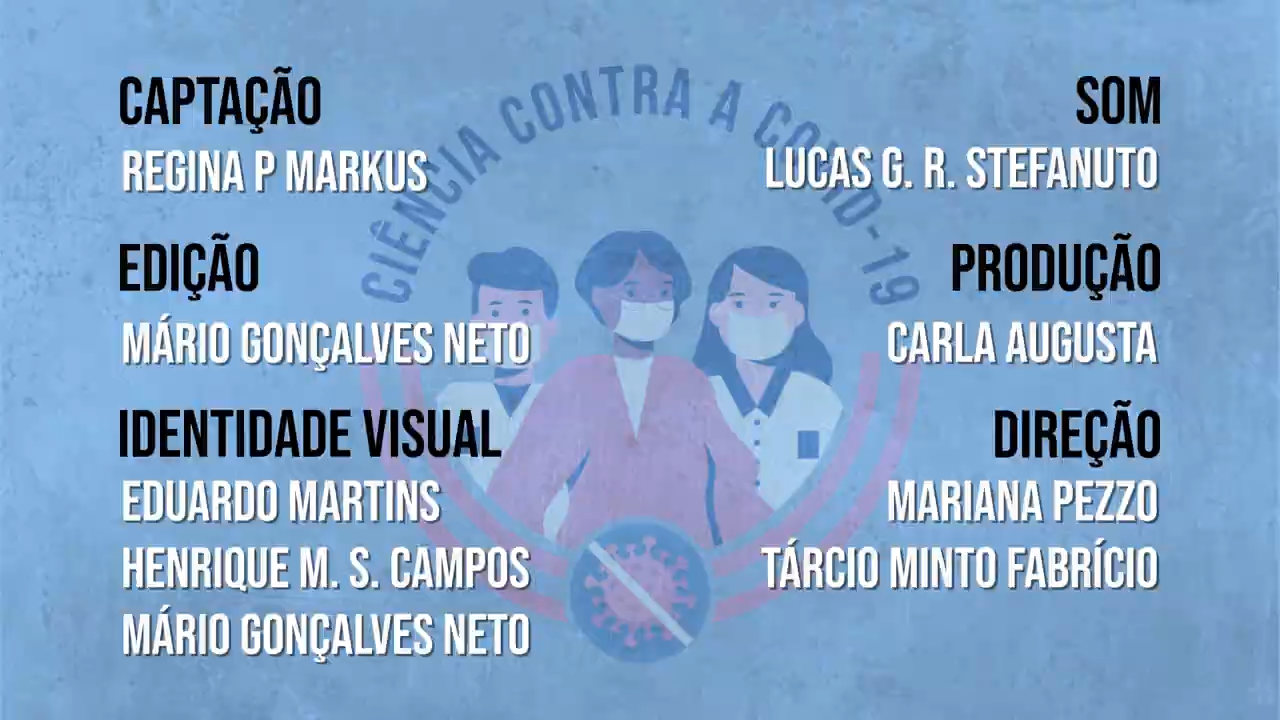 CIÊNCIA CONTRA A COVID-19
CAPTAÇÃO
REGINA P MARKUS
EDIÇÃO
MÁRIO GONÇALVES NETO
IDENTIDADE VISUAL
EDUARDO MARTINS
HENRIQUE M. S. CAMPOS
MÁRIO GONÇALVES NETO
SOM
LUCAS G. R. STEFANUTO
PRODUÇÃO
CARLA AUGUSTA
DIREÇÃO
MARIANA PEZZO
TÁRCIO MINTO FABRÍCIO